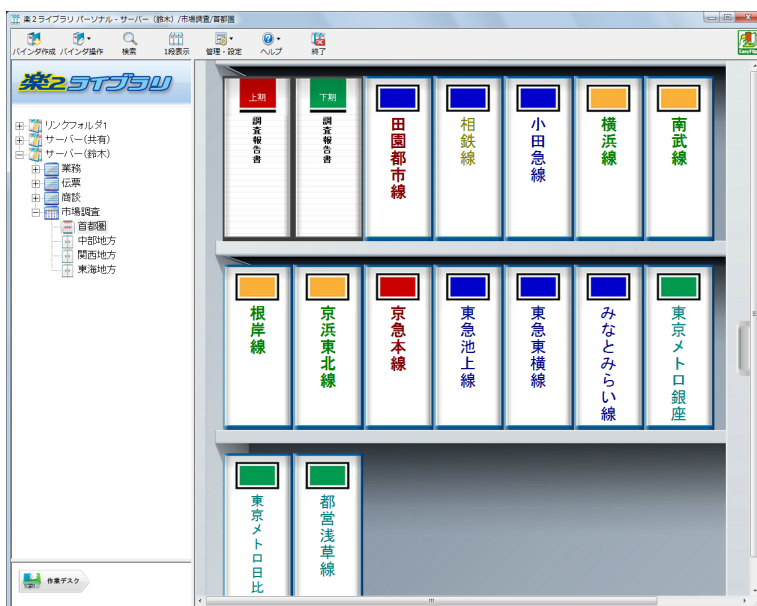 楽2ライブラリ パーソナル - サーバー（鈴木）/市場調査/首都圏
バインダ作成 バインダ操作 検索 1段表示 管理・設定 ヘルプ 終了
EasyFlip
楽2ライブラリ
リンクフォルダ1
サーバー(共有)
サーバー(鈴木)
業務
伝票
商談
市場調査
首都圏
中部地方
関西地方
東海地方
作業デスク
上期
調査報告書
下期
調査報告書
田園都市線
相鉄線
小田急線
横浜線
南武線
根岸線
京浜東北線
京急本線
東急池上線
東急東横線
みなとみらい線
東京メトロ銀座
東京メトロ日比
都営浅草線